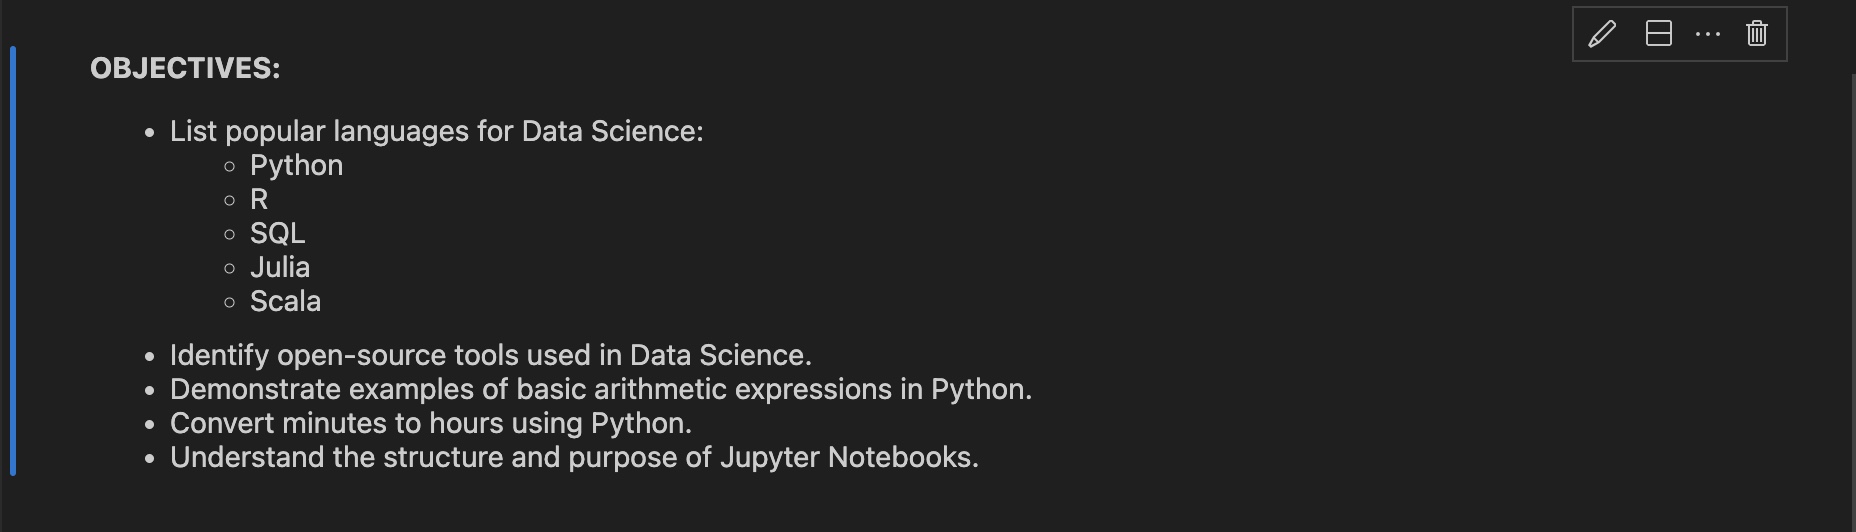 OBJECTIVES:
• List popular languages for Data Science:
◦ Python
◦ R
◦ SQL
◦ Julia
◦ Scala
• Identify open-source tools used in Data Science.
• Demonstrate examples of basic arithmetic expressions in Python.
• Convert minutes to hours using Python.
• Understand the structure and purpose of Jupyter Notebooks.